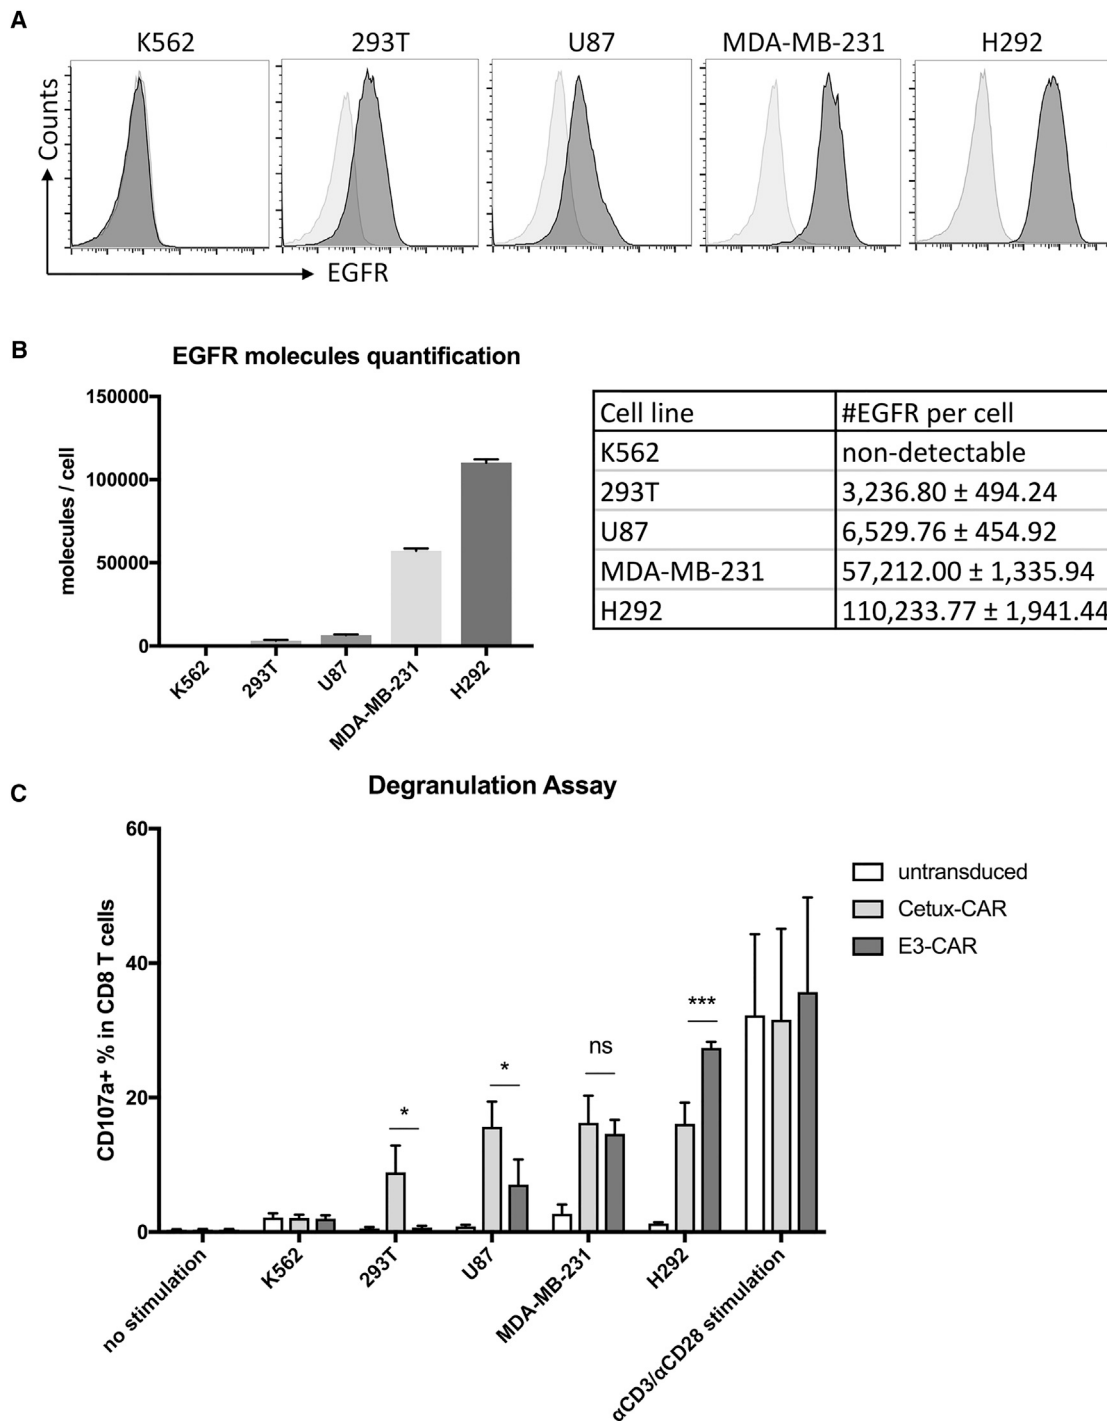 A
K562
293T
U87
MDA-MB-231
H292
Counts
EGFR
B
EGFR molecules quantification
150000
100000
50000
0
molecules / cell
K562
293T
U87
MDA-MB-231
H292
Cell line #EGFR per cell
K562 non-detectable
293T 3,236.80 ± 494.24
U87 6,529.76 ± 454.92
MDA-MB-231 57,212.00 ± 1,335.94
H292 110,233.77 ± 1,941.44
C
Degranulation Assay
60
40
20
0
CD107a+ % in CD8 T cells
*
*
ns
***
untransduced
Cetux-CAR
E3-CAR
no stimulation
K562
293T
U87
MDA-MB-231
H292
αCD3/αCD28 stimulation